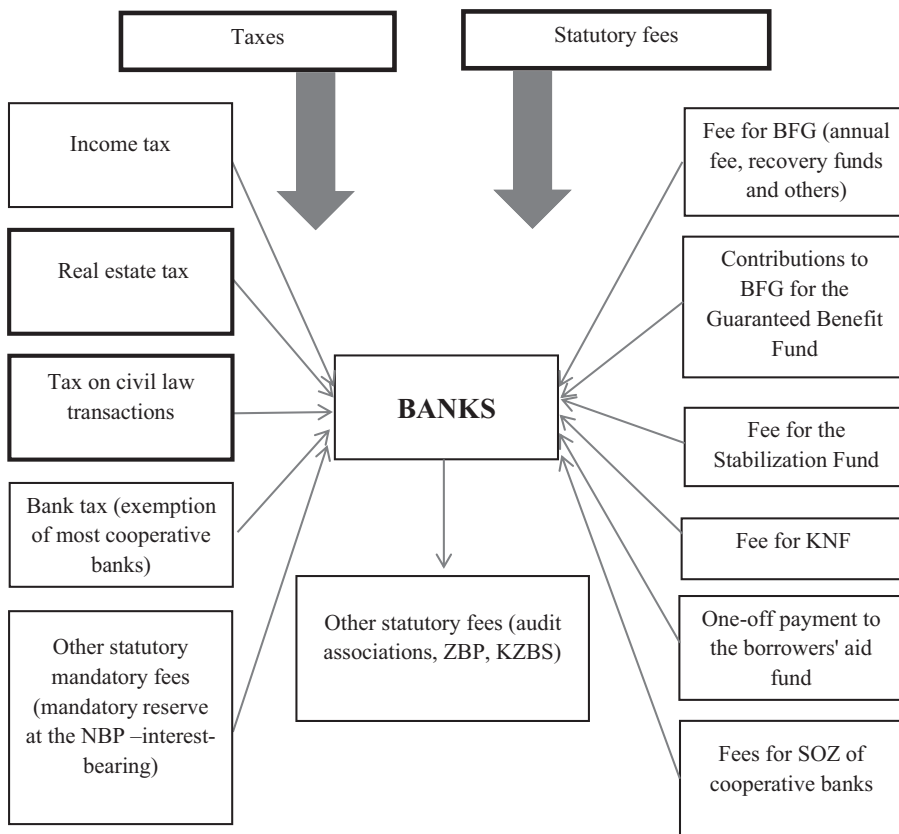 Taxes
Statutory fees
Income tax
Real estate tax
Tax on civil law
transactions
Bank tax (exemption
of most cooperative
banks)
Other statutory
mandatory fees
(mandatory reserve
at the NBP –interest-
bearing)
BANKS
Other statutory fees (audit
associations, ZBP, KZBS)
Fee for BFG (annual
fee, recovery funds
and others)
Contributions to
BFG for the
Guaranteed Benefit
Fund
Fee for the
Stabilization Fund
Fee for KNF
One-off payment to
the borrowers' aid
fund
Fees for SOZ of
cooperative banks